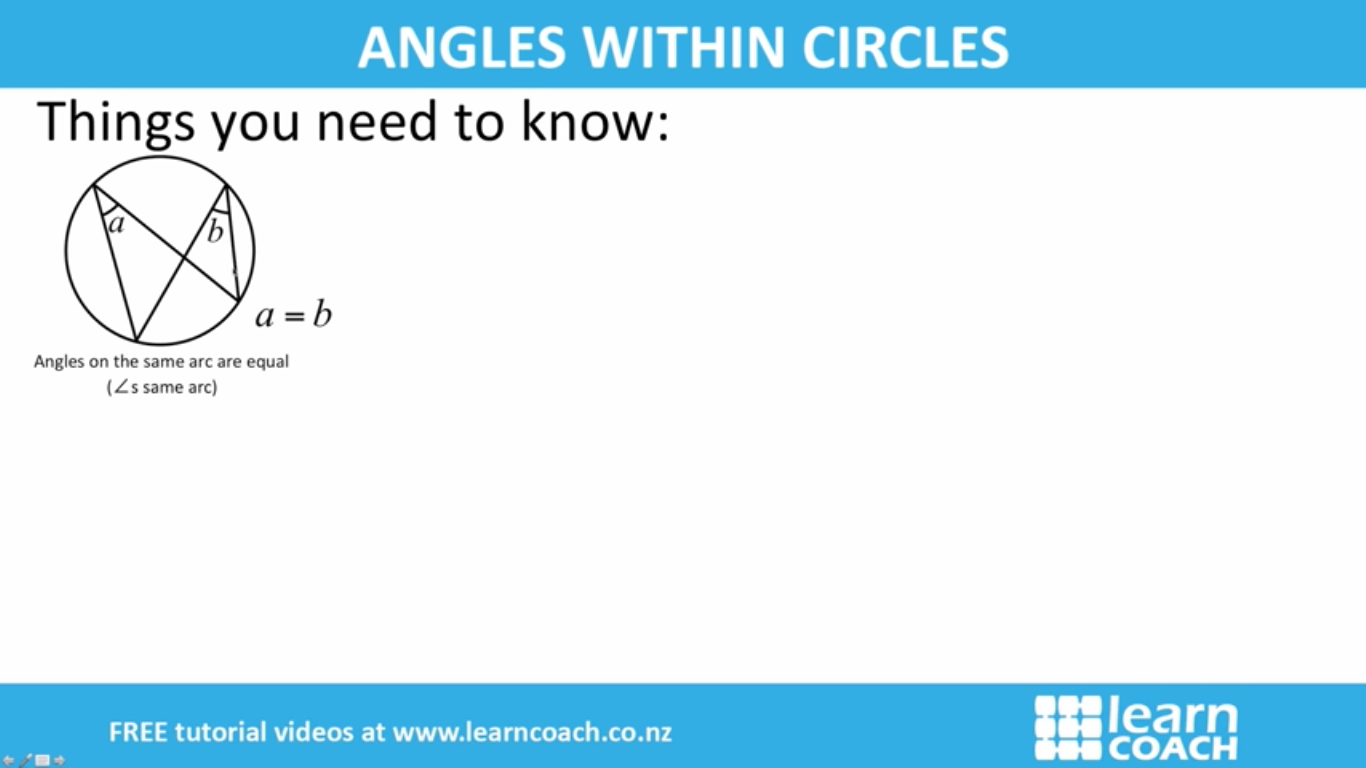 ANGLES WITHIN CIRCLES
Things you need to know:
a
b
a = b
Angles on the same arc are equal
(∠s same arc)
FREE tutorial videos at www.learncoach.co.nz
learn
COACH